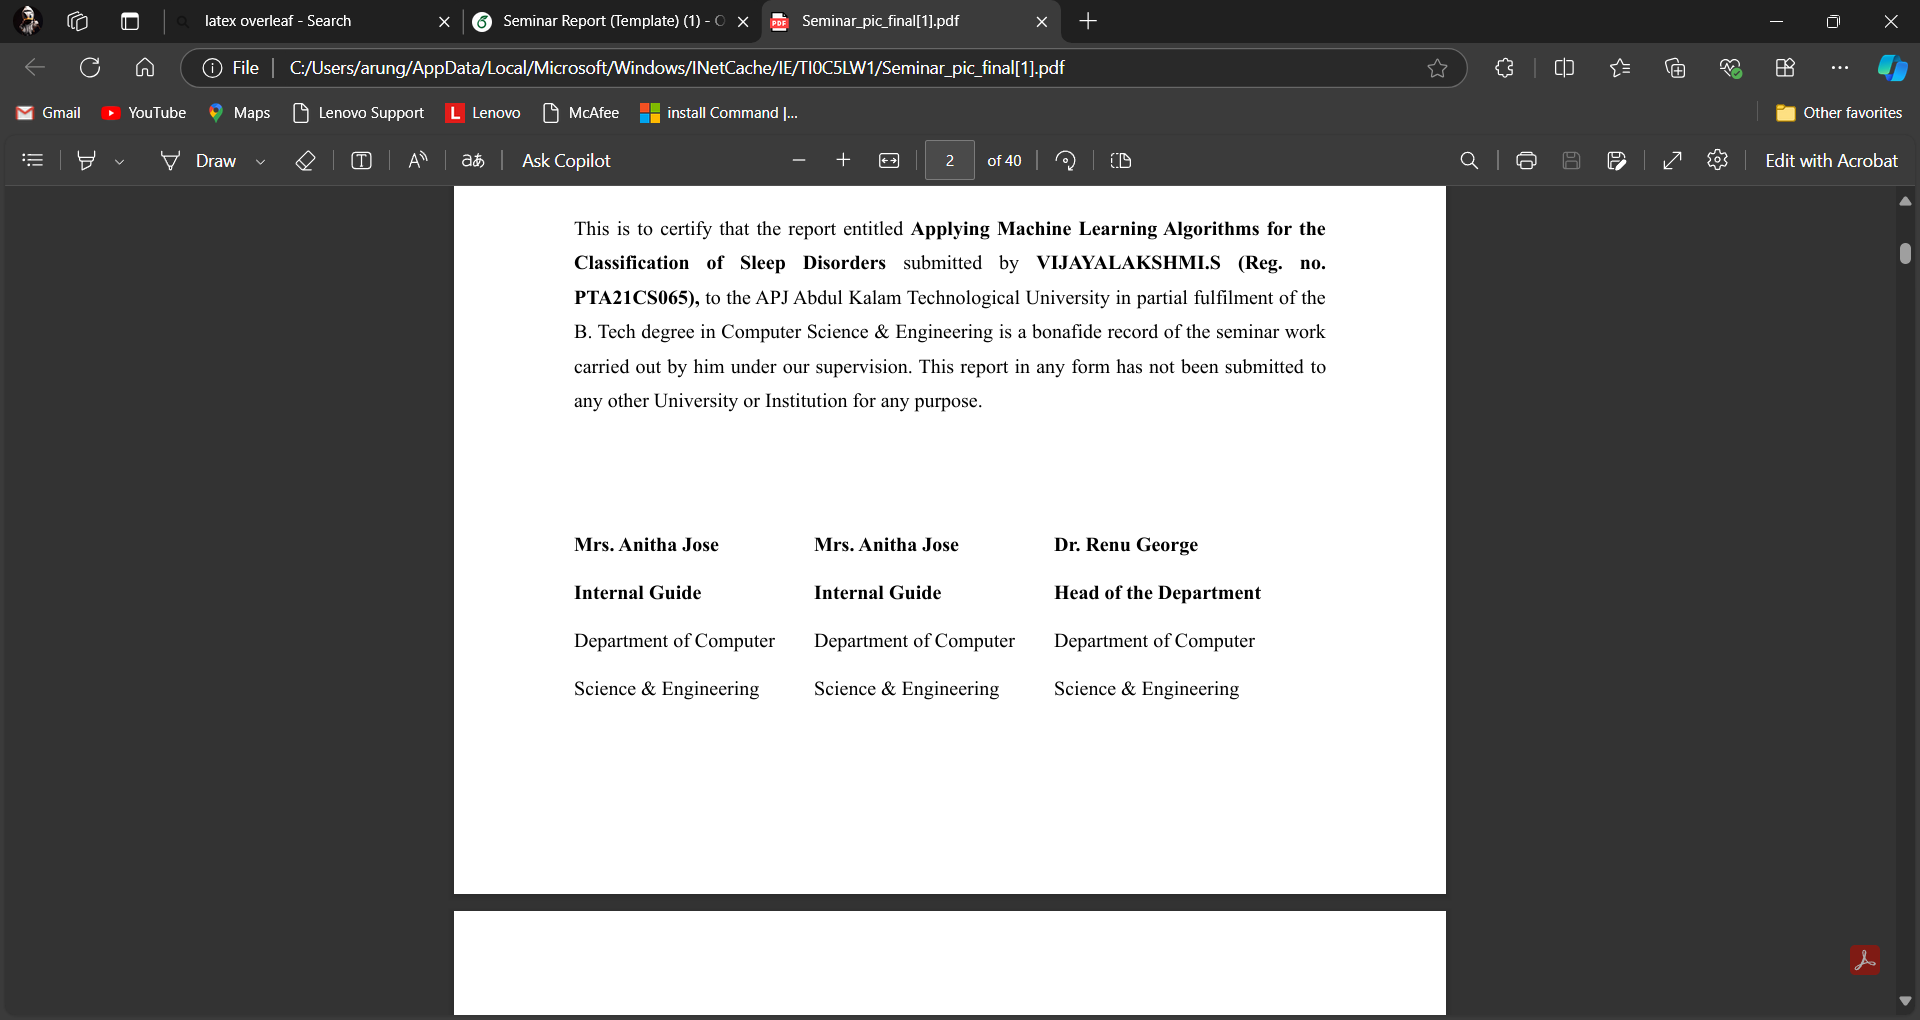 latex overleaf - Search
Seminar Report (Template) (1) - O
Seminar_pic_final[1].pdf
File
C:/Users/arung/AppData/Local/Microsoft/Windows/INetCache/IE/TI0C5LW1/Seminar_pic_final[1].pdf
Gmail YouTube Maps Lenovo Support Lenovo McAfee install Command |... Other favorites
Draw Ask Copilot 2 of 40 Edit with Acrobat
This is to certify that the report entitled Applying Machine Learning Algorithms for the
Classification of Sleep Disorders submitted by VIJAYALAKSHMI.S (Reg. no.
PTA21CS065), to the APJ Abdul Kalam Technological University in partial fulfilment of the
B. Tech degree in Computer Science & Engineering is a bonafide record of the seminar work
carried out by him under our supervision. This report in any form has not been submitted to
any other University or Institution for any purpose.
Mrs. Anitha Jose Mrs. Anitha Jose Dr. Renu George
Internal Guide Internal Guide Head of the Department
Department of Computer Department of Computer Department of Computer
Science & Engineering Science & Engineering Science & Engineering